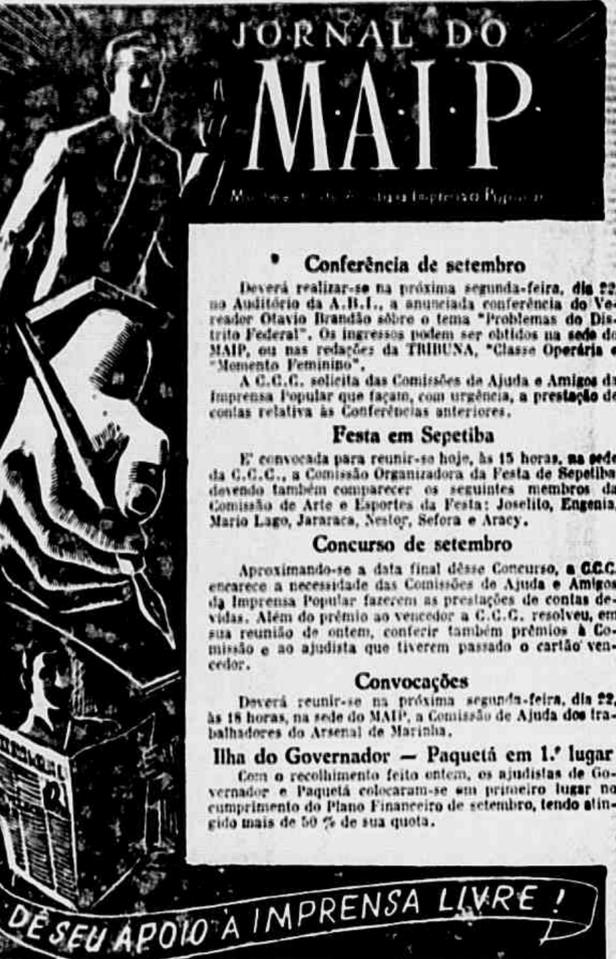 JORNAL DO
M·A·I·P
Imprensa Popular
Conferência de setembro
Deverá realizar-se na próxima segunda-feira, dia 22
no Auditório da A.B.I., a anunciada conferência do Ve-
reador Otavio Brandão sôbre o tema "Problemas do Dis-
trito Federal". Os ingressos podem ser obtidos na sede do
MAIP, ou nas redações da TRIBUNA, "Classe Operária e
"Momento Feminino".
A C.C.C. solicita das Comissões de Ajuda e Amigos da
Imprensa Popular que façam, com urgência, a prestação de
contas relativa às Conferências anteriores.
Festa em Sepetiba
E' convocada para reunir-se hoje, às 15 horas, na sede
da C.C.C., a Comissão Organizadora da Festa de Sepetiba
devendo também comparecer os seguintes membros da
Comissão de Arte e Esportes da Festa: Joselito, Engenia,
Mario Lago, Jararaca, Nestor, Sefora e Aracy.
Concurso de setembro
Aproximando-se a data final dêsse Concurso, a C.C.C.
encarece a necessidade das Comissões de Ajuda e Amigos
da Imprensa Popular fazerem as prestações de contas de-
vidas. Além do prêmio ao vencedor a C.C.C. resolveu, em
sua reunião de ontem, conferir também prêmios à Co-
missão e ao ajudista que tiverem passado o cartão ven-
cedor.
Convocações
Deverá reunir-se na próxima segunda-feira, dia 22,
às 18 horas, na sede do MAIP, a Comissão de Ajuda dos tra-
balhadores do Arsenal de Marinha.
Ilha do Governador — Paquetá em 1.º lugar
Com o recolhimento feito ontem, os ajudistas de Go-
vernador e Paquetá colocaram-se em primeiro lugar no
cumprimento do Plano Financeiro de setembro, tendo atin-
gido mais de 50 % de sua quota.
DÊ SEU APOIO À IMPRENSA LIVRE!